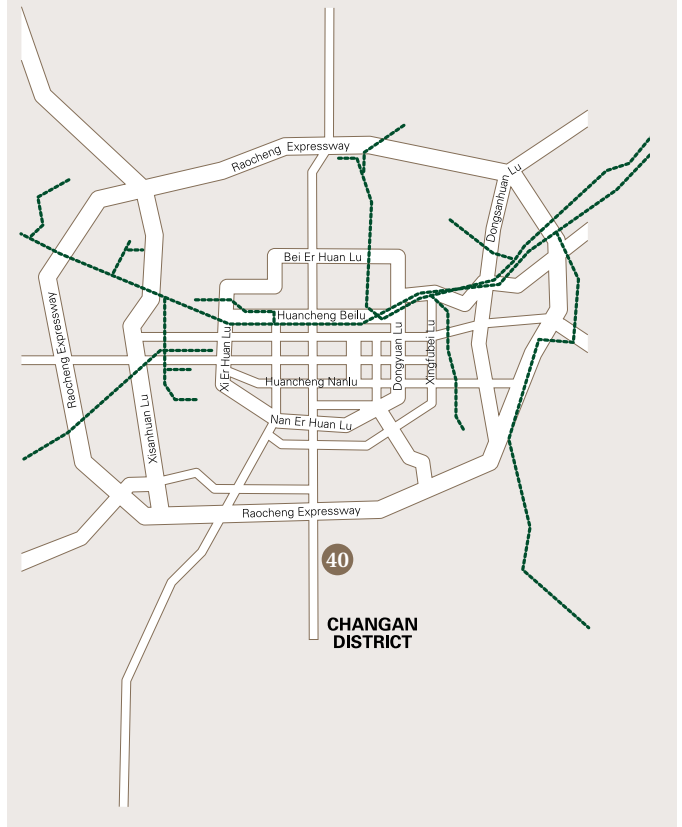 Raocheng Expressway
Dongsanhuan Lu
Bei Er Huan Lu
Raocheng Expressway
Huancheng Beilu
Xi Er Huan Lu
Dongyuan Lu
Xingfubei Lu
Huancheng Nanlu
Xisanhuan Lu
Nan Er Huan Lu
Raocheng Expressway
40
CHANGAN
DISTRICT